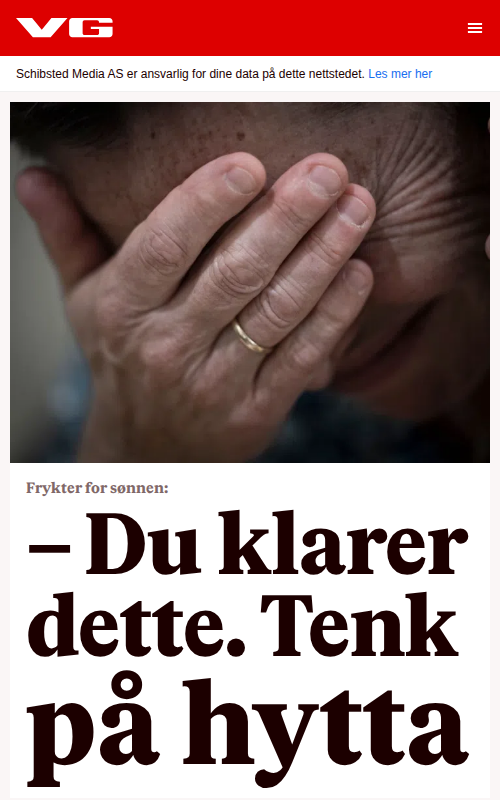 VG
Schibsted Media AS er ansvarlig for dine data på dette nettstedet. Les mer her
Frykter for sønnen:
– Du klarer
dette. Tenk
på hytta